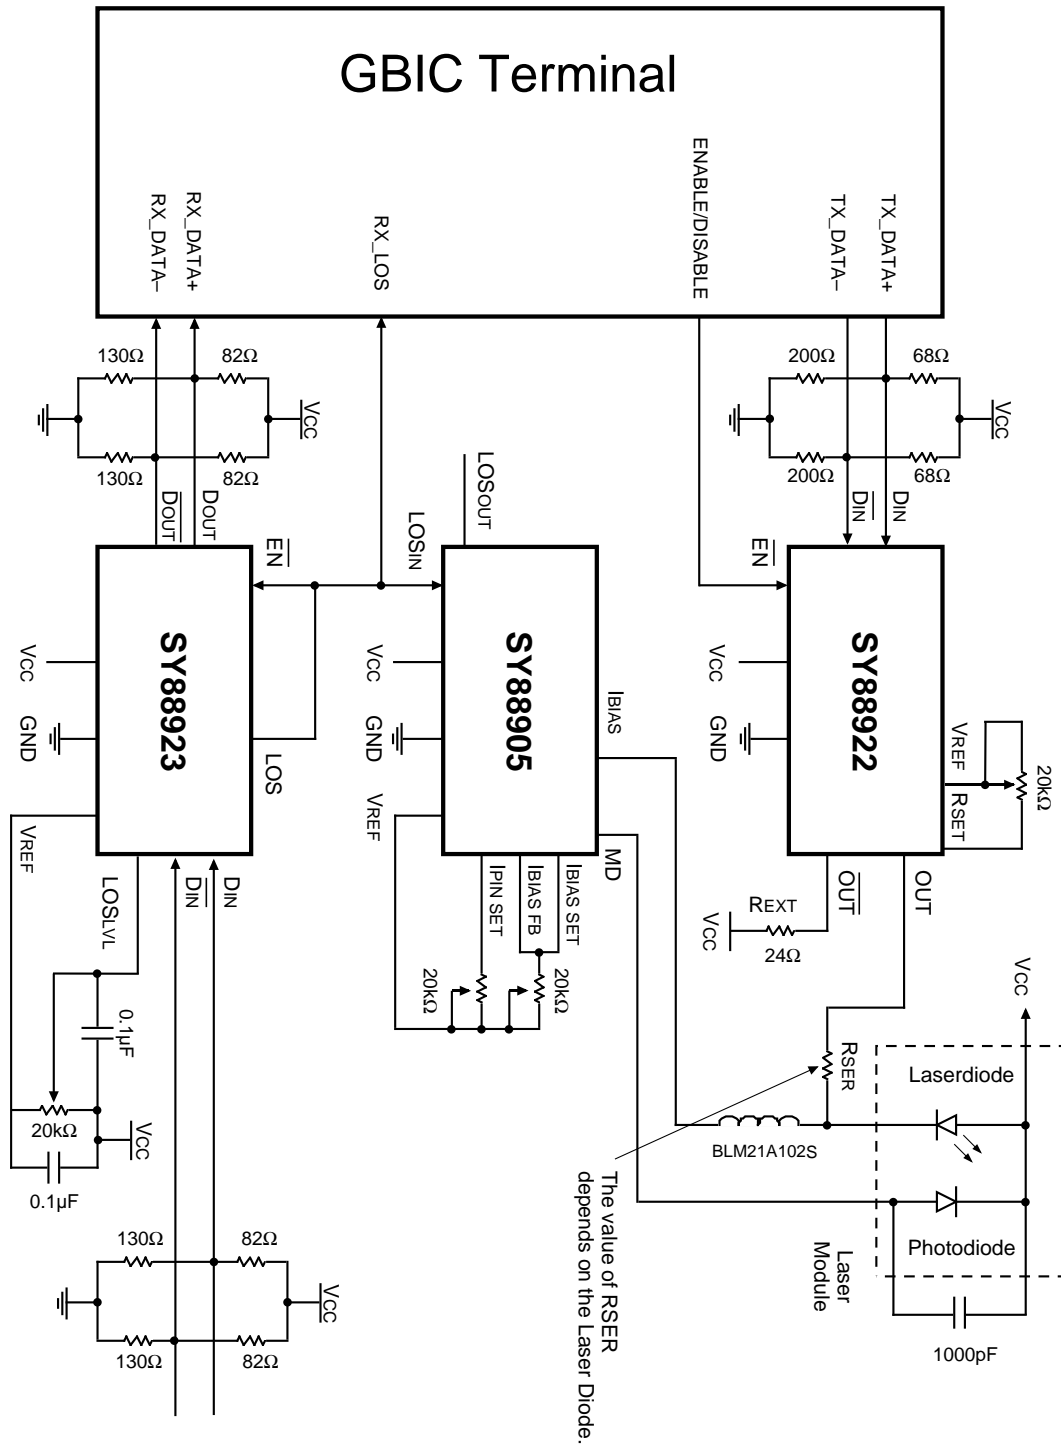 GBIC Terminal
RX_DATA–
RX_DATA+
RX_LOS
ENABLE/DISABLE
TX_DATA–
TX_DATA+
130Ω
82Ω
VCC
130Ω
82Ω
200Ω
68Ω
VCC
200Ω
68Ω
DOUT
DOUT
EN
LOSIN
LOSOUT
EN
DIN
DIN
SY88923
VCC
GND
LOS
VREF
LOSLVL
DIN
DIN
SY88905
VCC
GND
IBIAS
VREF
MD
IPIN SET
IBIAS FB
IBIAS SET
20kΩ
20kΩ
SY88922
VCC
GND
VREF
RSET
20kΩ
OUT
OUT
REXT
24Ω
VCC
VCC
RSER
Laserdiode
BLM21A102S
Photodiode
Laser
Module
1000pF
The value of RSER
depends on the Laser Diode.
0.1µF
20kΩ
VCC
0.1µF
130Ω
82Ω
VCC
130Ω
82Ω